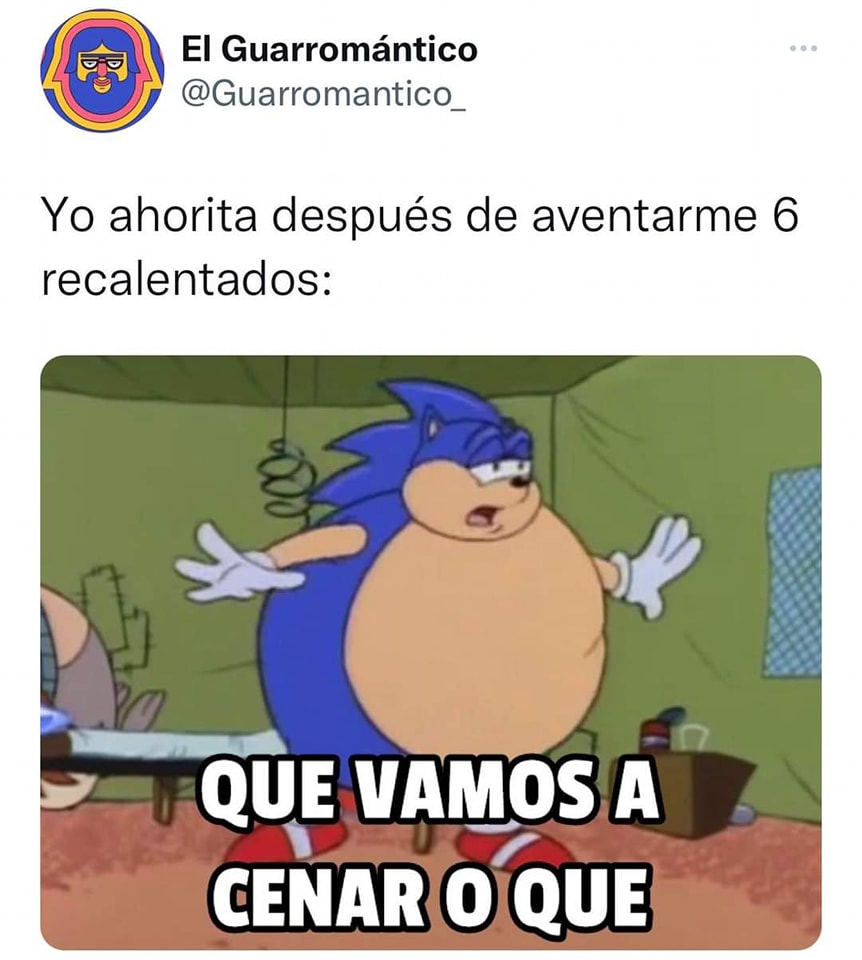 El Guarromántico
@Guarromantico_
Yo ahorita después de aventarme 6
recalentados:
QUE VAMOS A
CENAR O QUE